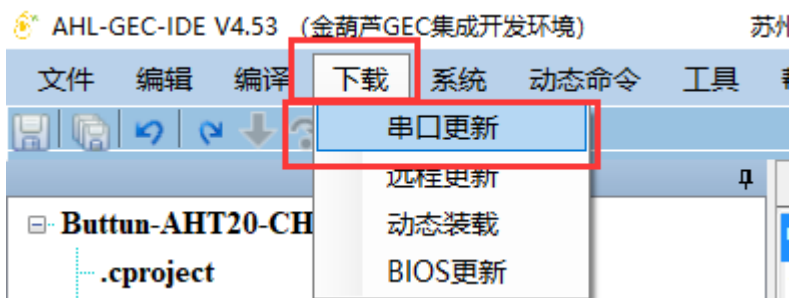 AHL-GEC-IDE V4.53 （金葫芦GEC集成开发环境) 苏州
文件 编辑 编译 下载 系统 动态命令 工具
串口更新
远程更新
动态装载
BIOS更新
Buttun-AHT20-CH
.cproject